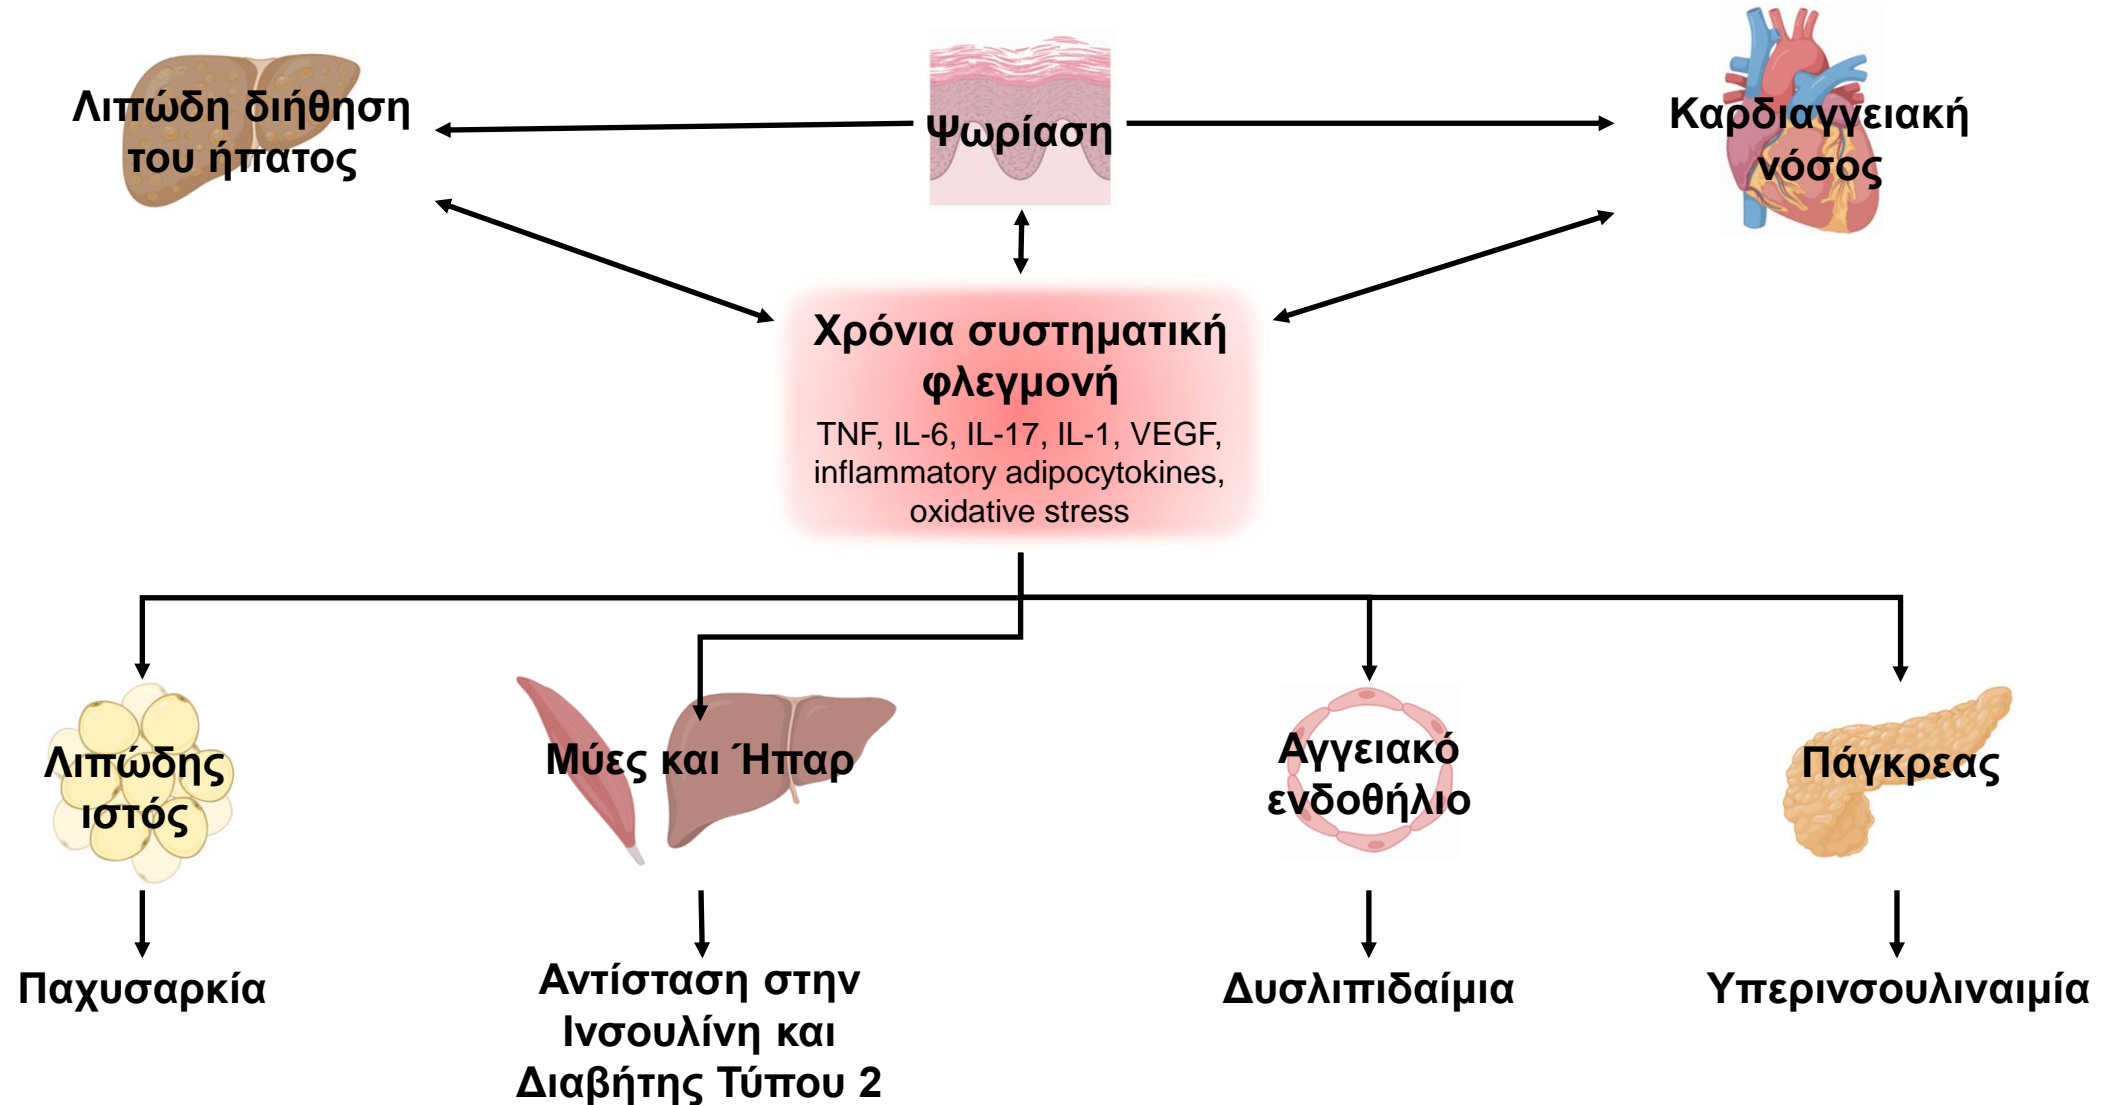 Λιπώδη διήθηση
του ήπατος
Ψωρίαση
Καρδιαγγειακή
νόσος
Χρόνια συστηματική
φλεγμονή
TNF, IL-6, IL-17, IL-1, VEGF,
inflammatory adipocytokines,
oxidative stress
Λιπώδης
ιστός
Μύες και Ήπαρ
Αγγειακό
ενδοθήλιο
Πάγκρεας
Παχυσαρκία
Αντίσταση στην
Ινσουλίνη και
Διαβήτης Τύπου 2
Δυσλιπιδαίμια
Υπερινσουλιναιμία